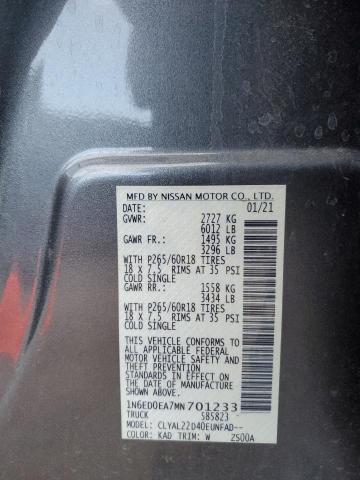 MFD BY NISSAN MOTOR CO., LTD.
DATE: 01/21
GVWR: 2727 KG
6012 LB
GAWR FR.: 1495 KG
3296 LB
WITH P265/60R18 TIRES
18 X 7.5 RIMS AT 35 PSI
COLD SINGLE
GAWR RR.: 1558 KG
3434 LB
WITH P265/60R18 TIRES
18 X 7.5 RIMS AT 35 PSI
COLD SINGLE
THIS VEHICLE CONFORMS TO ALL
APPLICABLE FEDERAL MOTOR
VEHICLE SAFETY AND THEFT
PREVENTION STANDARDS IN
EFFECT ON THE DATE OF
MANUFACTURE SHOWN ABOVE.
1N6ED0EA7MN701233
TRUCK 585823
MODEL: CLYAL22D40EUNFAD--
COLOR: KAD TRIM: W ZS00A